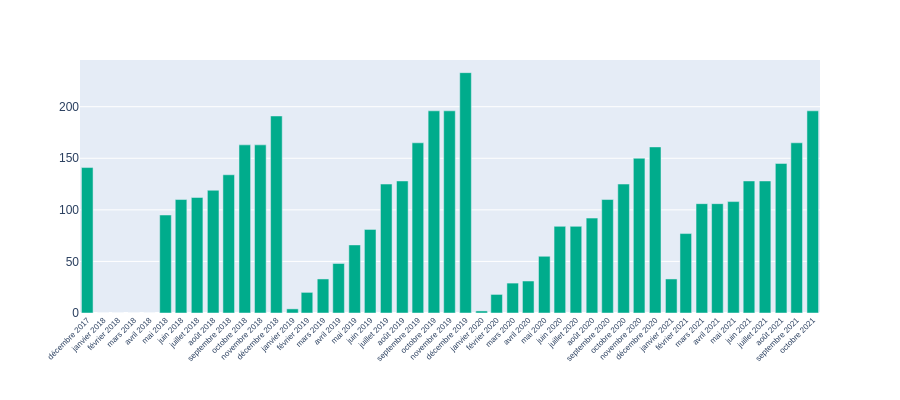 200
150
100
50
0
décembre 2017
janvier 2018
février 2018
mars 2018
avril 2018
mai 2018
juin 2018
juillet 2018
août 2018
septembre 2018
octobre 2018
novembre 2018
décembre 2018
janvier 2019
février 2019
mars 2019
avril 2019
mai 2019
juin 2019
juillet 2019
août 2019
septembre 2019
octobre 2019
novembre 2019
décembre 2019
janvier 2020
février 2020
mars 2020
avril 2020
mai 2020
juin 2020
juillet 2020
août 2020
septembre 2020
octobre 2020
novembre 2020
décembre 2020
janvier 2021
février 2021
mars 2021
avril 2021
mai 2021
juin 2021
juillet 2021
août 2021
septembre 2021
octobre 2021